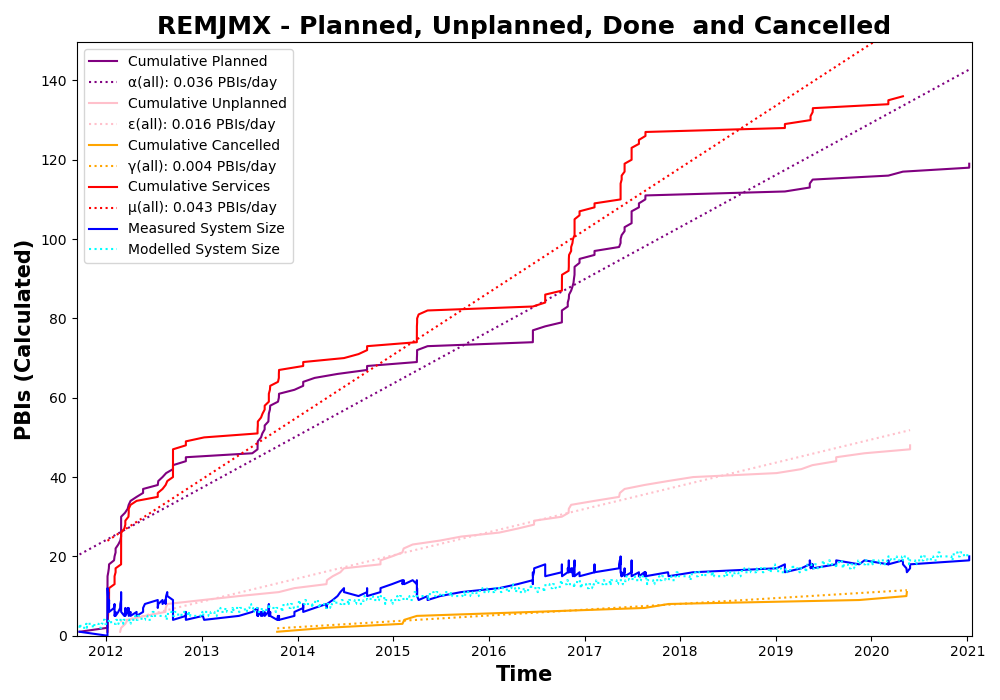 REMJMX - Planned, Unplanned, Done  and Cancelled
Cumulative Planned
α(all): 0.036 PBIs/day
Cumulative Unplanned
ε(all): 0.016 PBIs/day
Cumulative Cancelled
γ(all): 0.004 PBIs/day
Cumulative Services
μ(all): 0.043 PBIs/day
Measured System Size
Modelled System Size
PBIs (Calculated)
140
120
100
80
60
40
20
0
2012 2013 2014 2015 2016 2017 2018 2019 2020 2021
Time